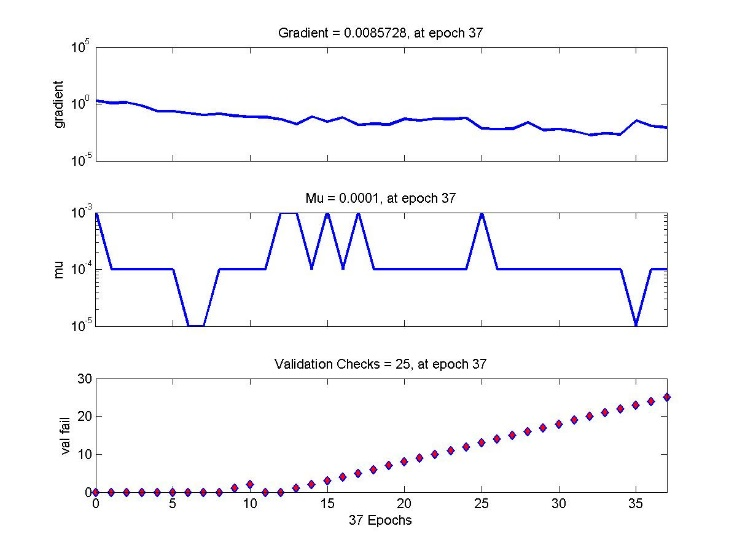 Gradient = 0.0085728, at epoch 37
10^5
10^0
10^-5
gradient
Mu = 0.0001, at epoch 37
10^-3
10^-4
10^-5
mu
Validation Checks = 25, at epoch 37
30
20
10
0
val fail
0 5 10 15 20 25 30 35
37 Epochs